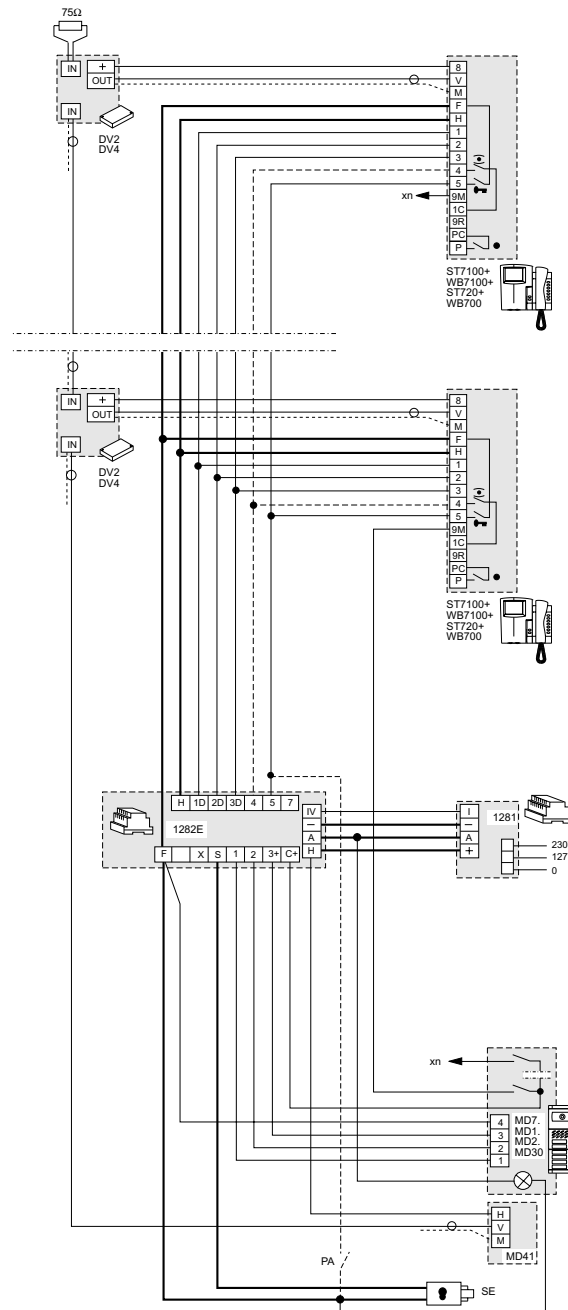 75Ω
IN
+
OUT
IN
DV2
DV4
8
V
M
F
H
1
2
3
4
5
9M
1C
9R
PC
P
xn
ST7100+
WB7100+
ST720+
WB700
IN
+
OUT
IN
DV2
DV4
8
V
M
F
H
1
2
3
4
5
9M
1C
9R
PC
P
ST7100+
WB7100+
ST720+
WB700
H 1D 2D 3D 4 5 7
1282E
IV
–
A
H
F X S 1 2 3+ C+
I
–
A
+
1281
230
127
0
xn
4
3
2
1
MD7.
MD1.
MD2.
MD30
H
V
M
MD41
PA
SE